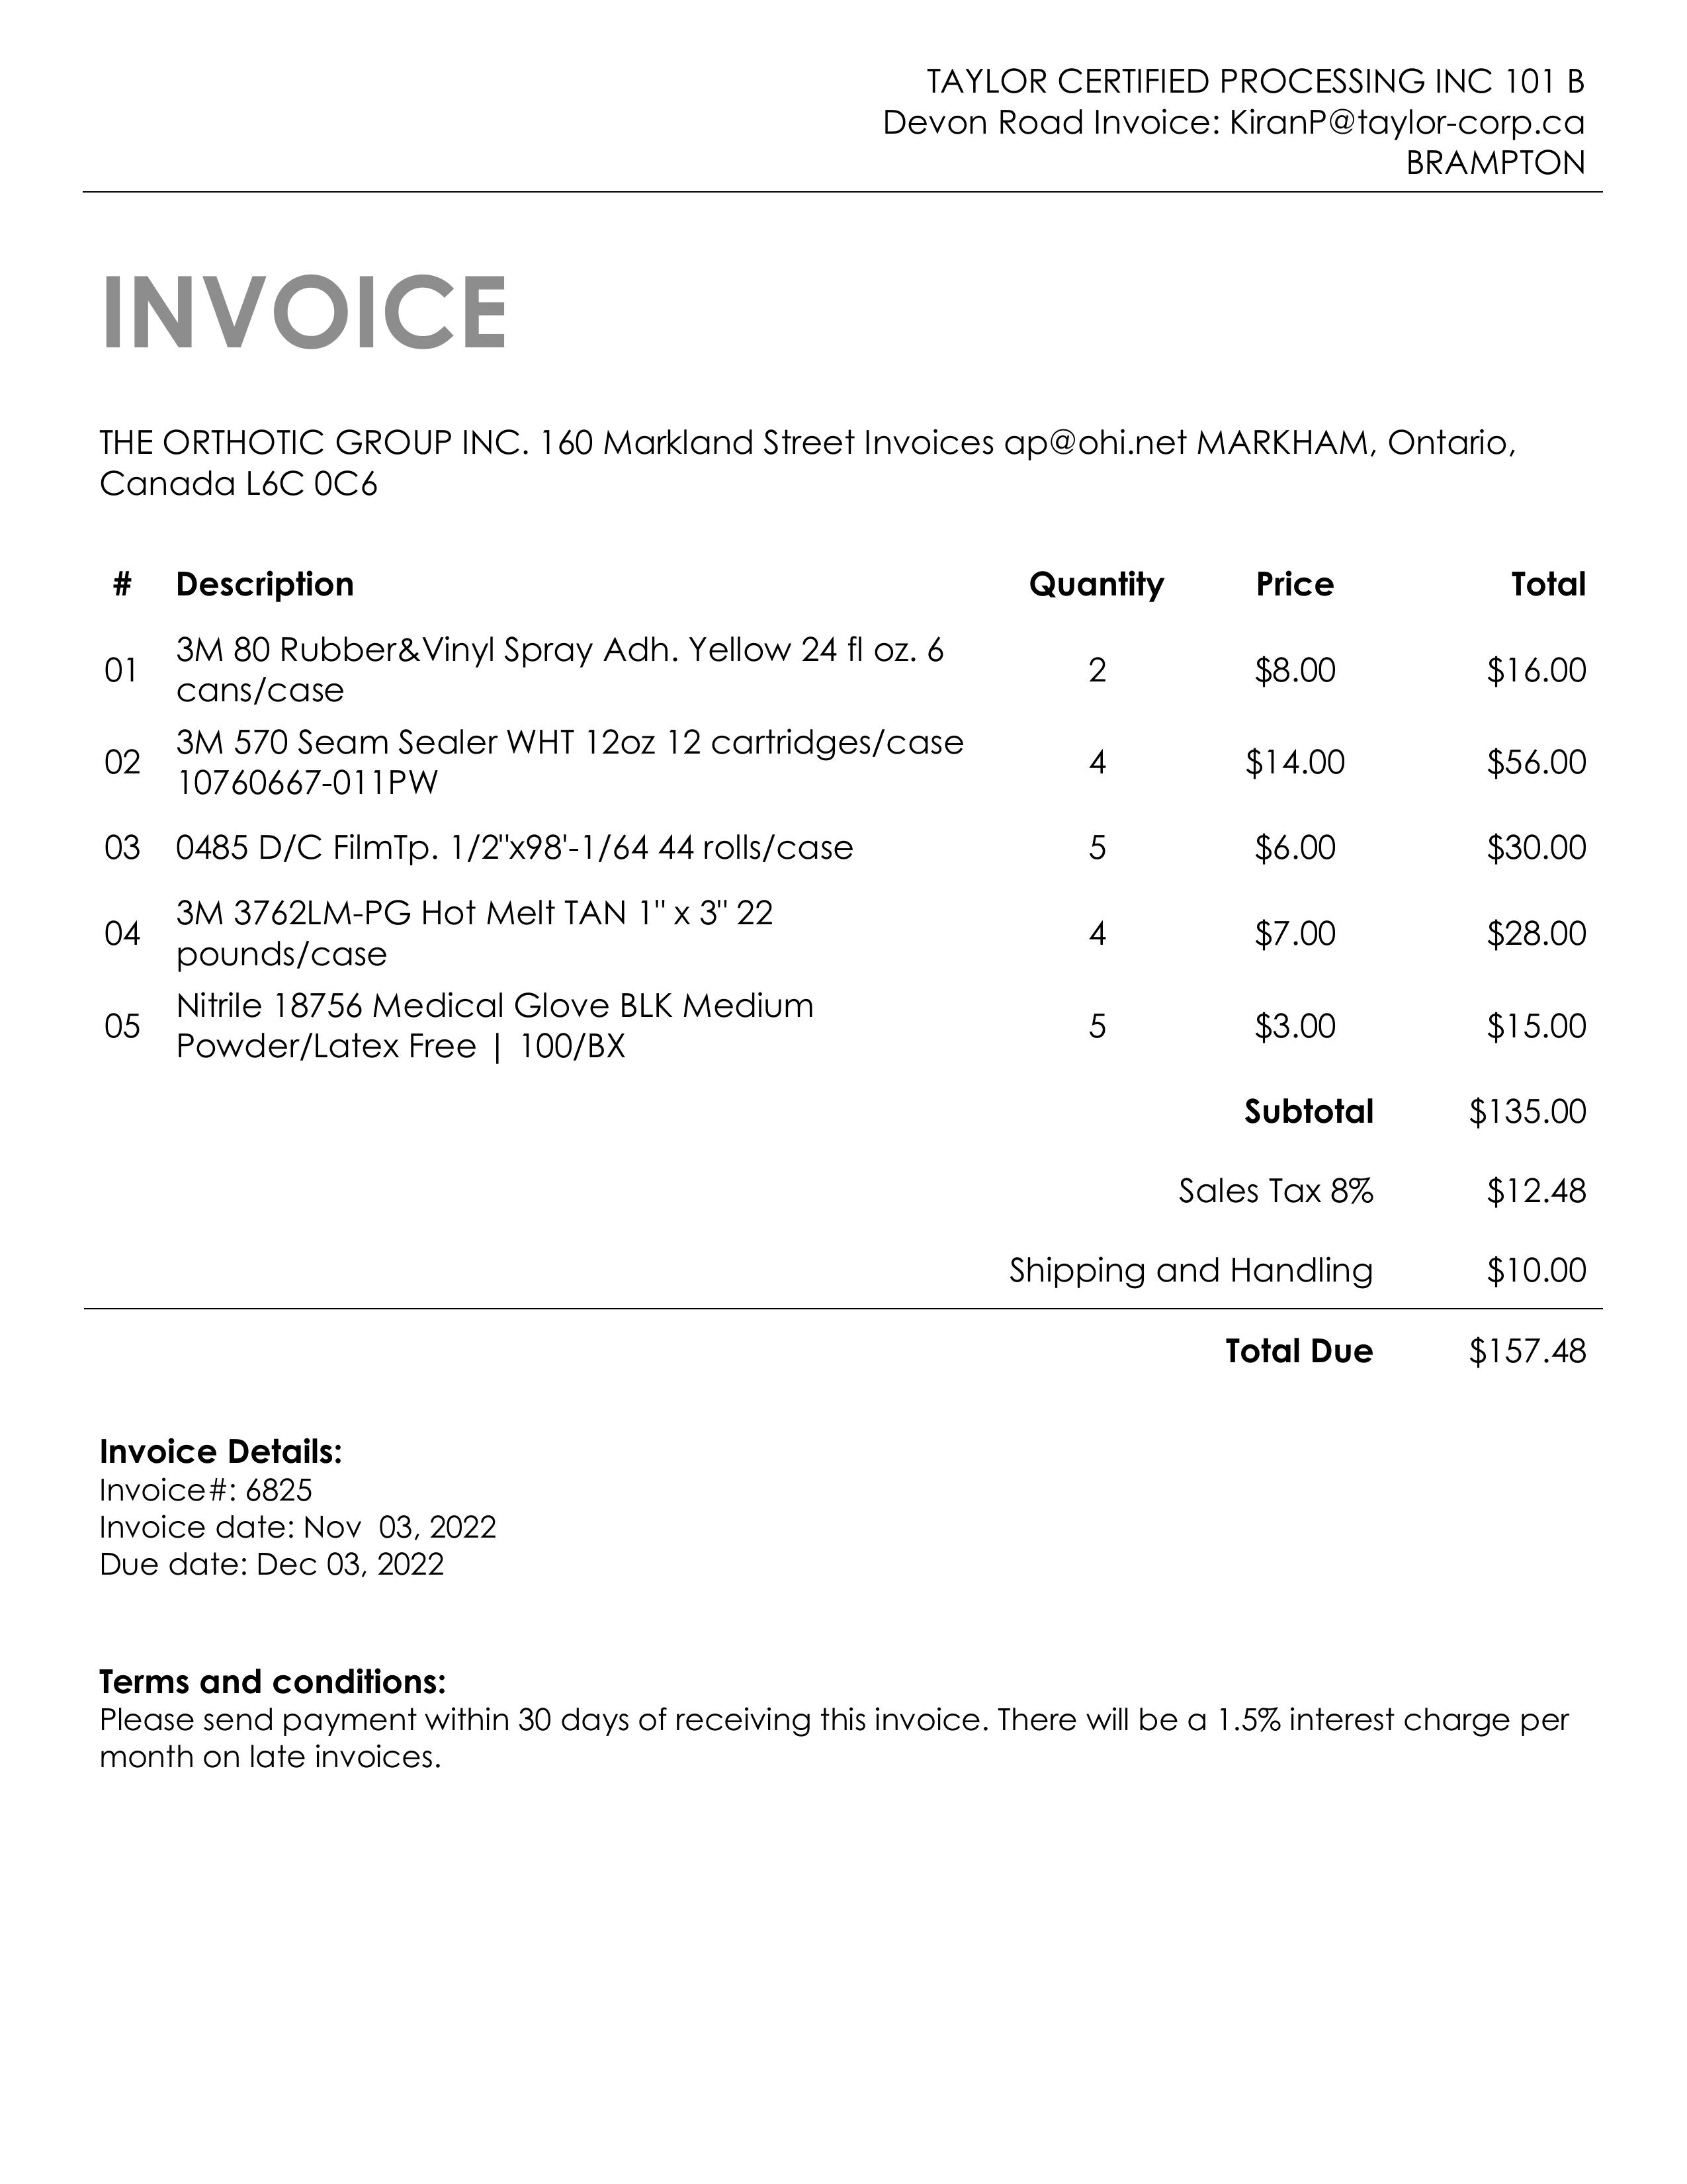 TAYLOR CERTIFIED PROCESSING INC 101 B
Devon Road Invoice: KiranP@taylor-corp.ca
BRAMPTON
INVOICE
THE ORTHOTIC GROUP INC. 160 Markland Street Invoices ap@ohi.net MARKHAM, Ontario,
Canada L6C 0C6
# Description Quantity Price Total
01 3M 80 Rubber&Vinyl Spray Adh. Yellow 24 fl oz. 6
cans/case 2 $8.00 $16.00
02 3M 570 Seam Sealer WHT 12oz 12 cartridges/case
10760667-011PW 4 $14.00 $56.00
03 0485 D/C FilmTp. 1/2"x98'-1/64 44 rolls/case 5 $6.00 $30.00
04 3M 3762LM-PG Hot Melt TAN 1" x 3" 22
pounds/case 4 $7.00 $28.00
05 Nitrile 18756 Medical Glove BLK Medium
Powder/Latex Free | 100/BX 5 $3.00 $15.00
Subtotal $135.00
Sales Tax 8% $12.48
Shipping and Handling $10.00
Total Due $157.48
Invoice Details:
Invoice#: 6825
Invoice date: Nov  03, 2022
Due date: Dec 03, 2022
Terms and conditions:
Please send payment within 30 days of receiving this invoice. There will be a 1.5% interest charge per
month on late invoices.